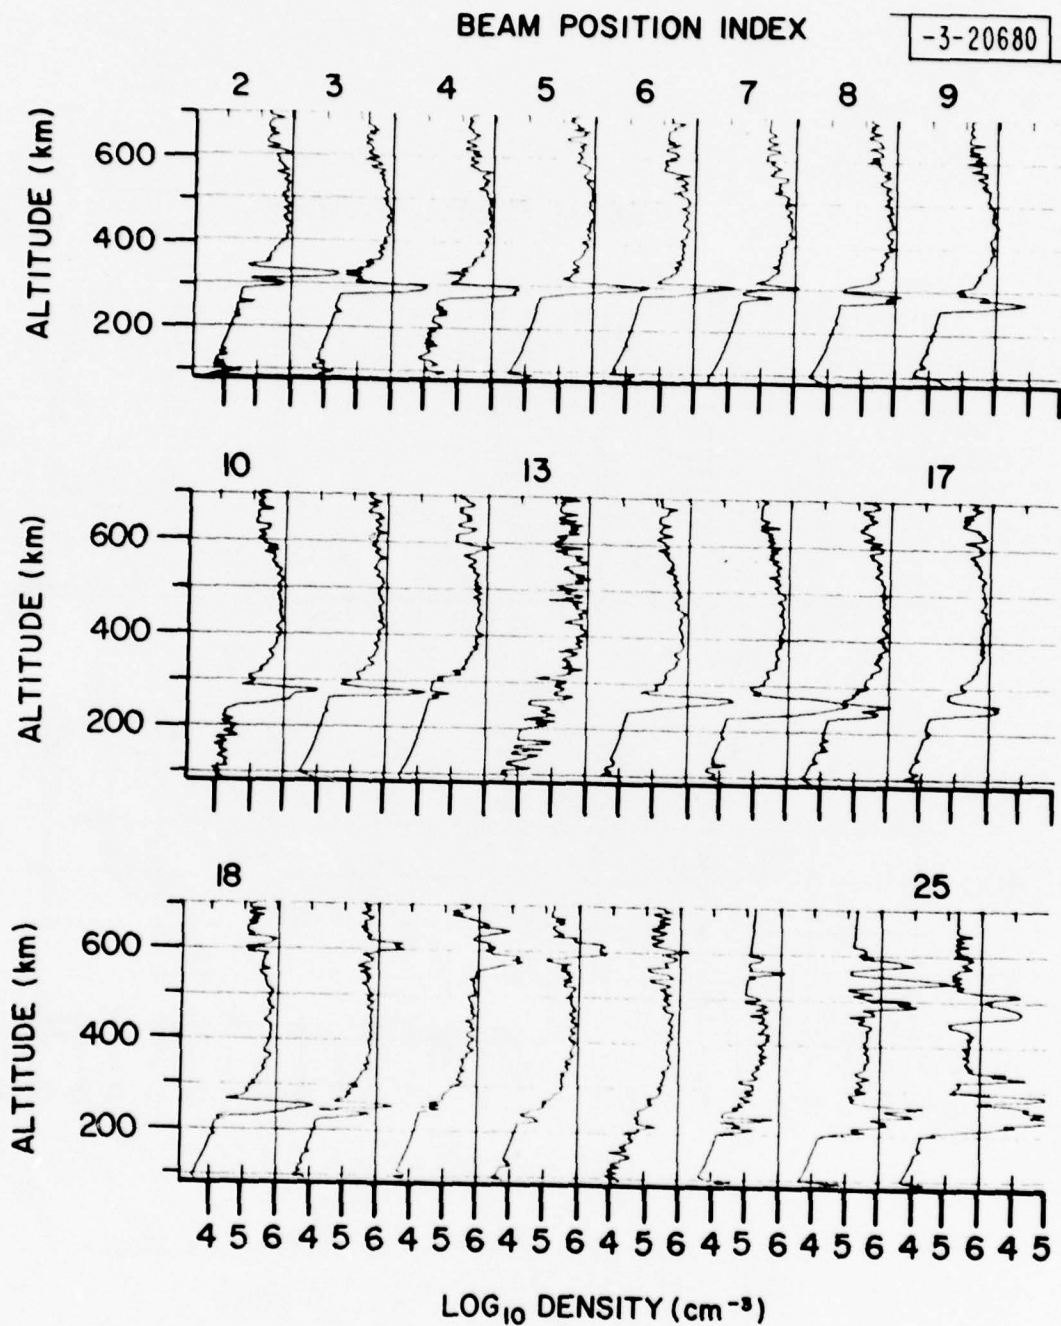 BEAM POSITION INDEX
-3-20680
2 3 4 5 6 7 8 9
ALTITUDE (km)
600
400
200
10 13 17
ALTITUDE (km)
600
400
200
18 25
ALTITUDE (km)
600
400
200
4 5 6 4 5 6 4 5 6 4 5 6 4 5 6 4 5 6 4 5 6 4 5 6 4 5
LOG₁₀ DENSITY (cm⁻³)